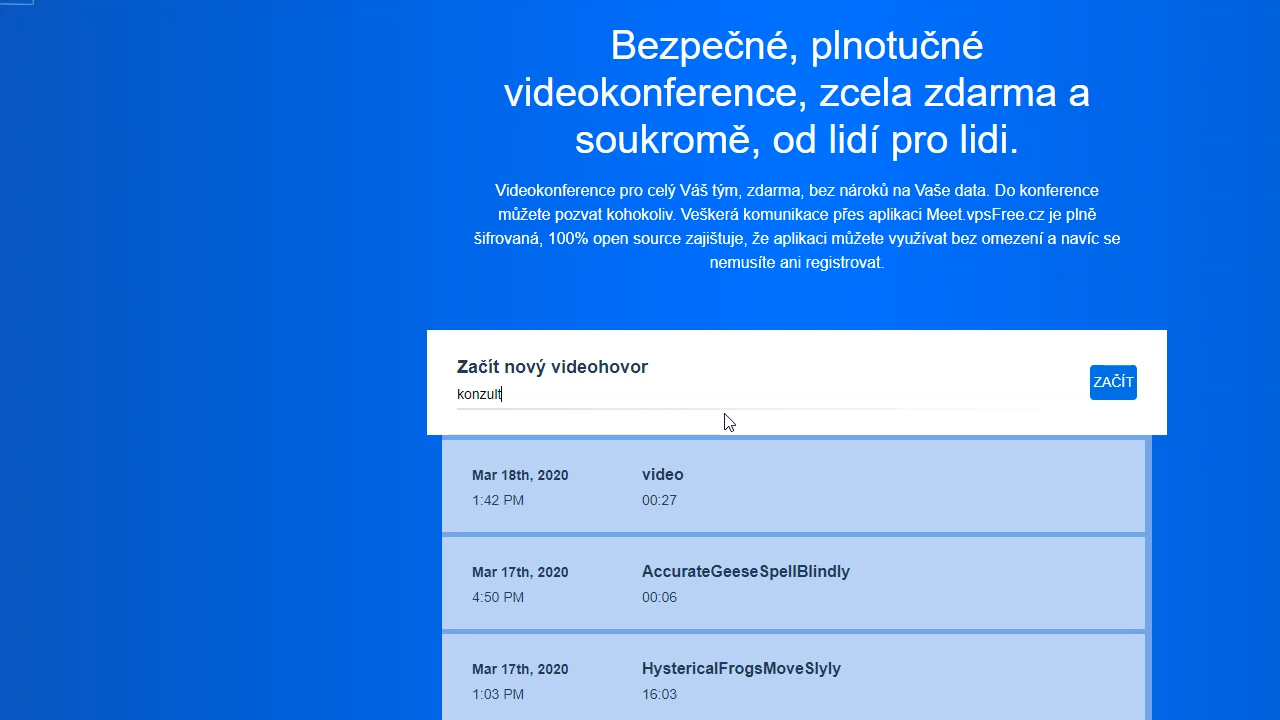 Bezpečné, plnotučné
videokonference, zcela zdarma a
soukromě, od lidí pro lidi.
Videokonference pro celý Váš tým, zdarma, bez nároků na Vaše data. Do konference
můžete pozvat kohokoliv. Veškerá komunikace přes aplikaci Meet.vpsFree.cz je plně
šifrovaná, 100% open source zajištuje, že aplikaci můžete využívat bez omezení a navíc se
nemusíte ani registrovat.
Začít nový videohovor
konzult
ZAČÍT
Mar 18th, 2020 video
1:42 PM 00:27
Mar 17th, 2020 AccurateGeeseSpellBlindly
4:50 PM 00:06
Mar 17th, 2020 HystericalFrogsMoveSlyly
1:03 PM 16:03